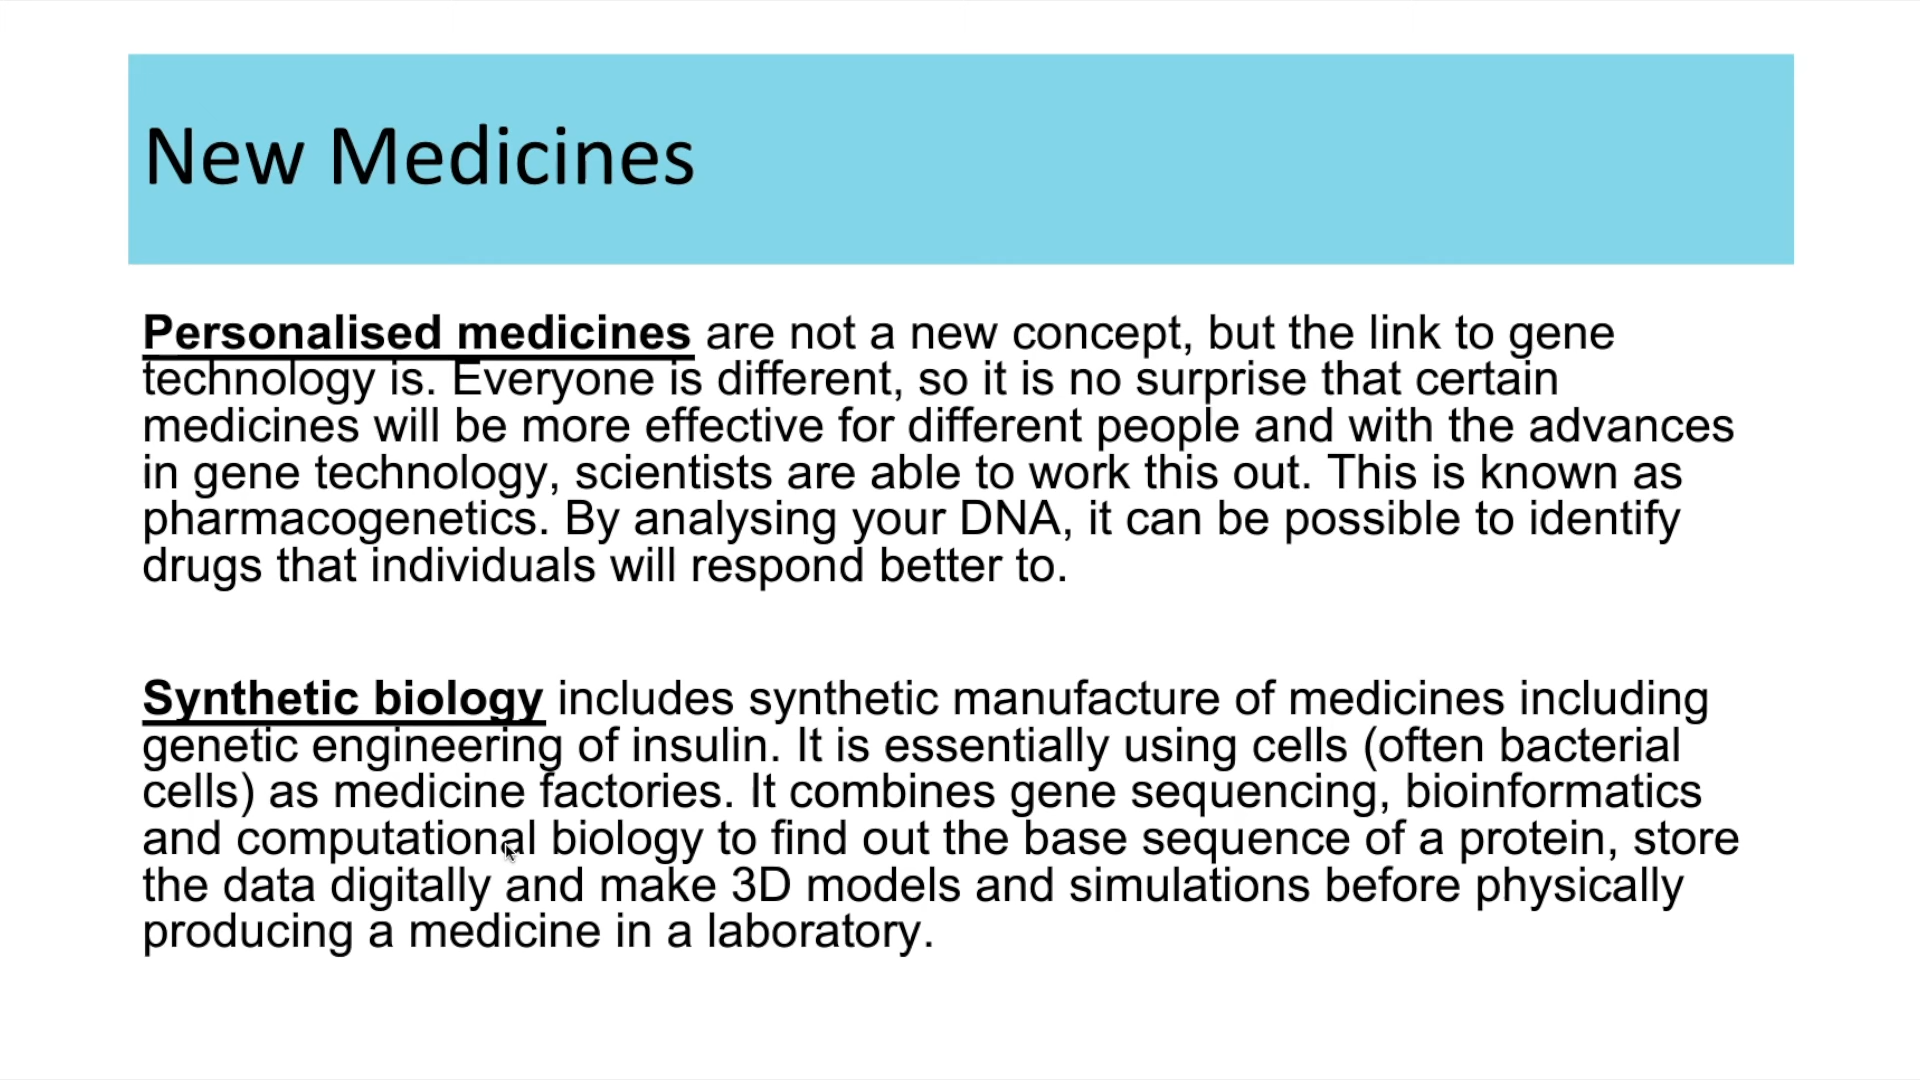 New Medicines
Personalised medicines are not a new concept, but the link to gene
technology is. Everyone is different, so it is no surprise that certain
medicines will be more effective for different people and with the advances
in gene technology, scientists are able to work this out. This is known as
pharmacogenetics. By analysing your DNA, it can be possible to identify
drugs that individuals will respond better to.
Synthetic biology includes synthetic manufacture of medicines including
genetic engineering of insulin. It is essentially using cells (often bacterial
cells) as medicine factories. It combines gene sequencing, bioinformatics
and computational biology to find out the base sequence of a protein, store
the data digitally and make 3D models and simulations before physically
producing a medicine in a laboratory.